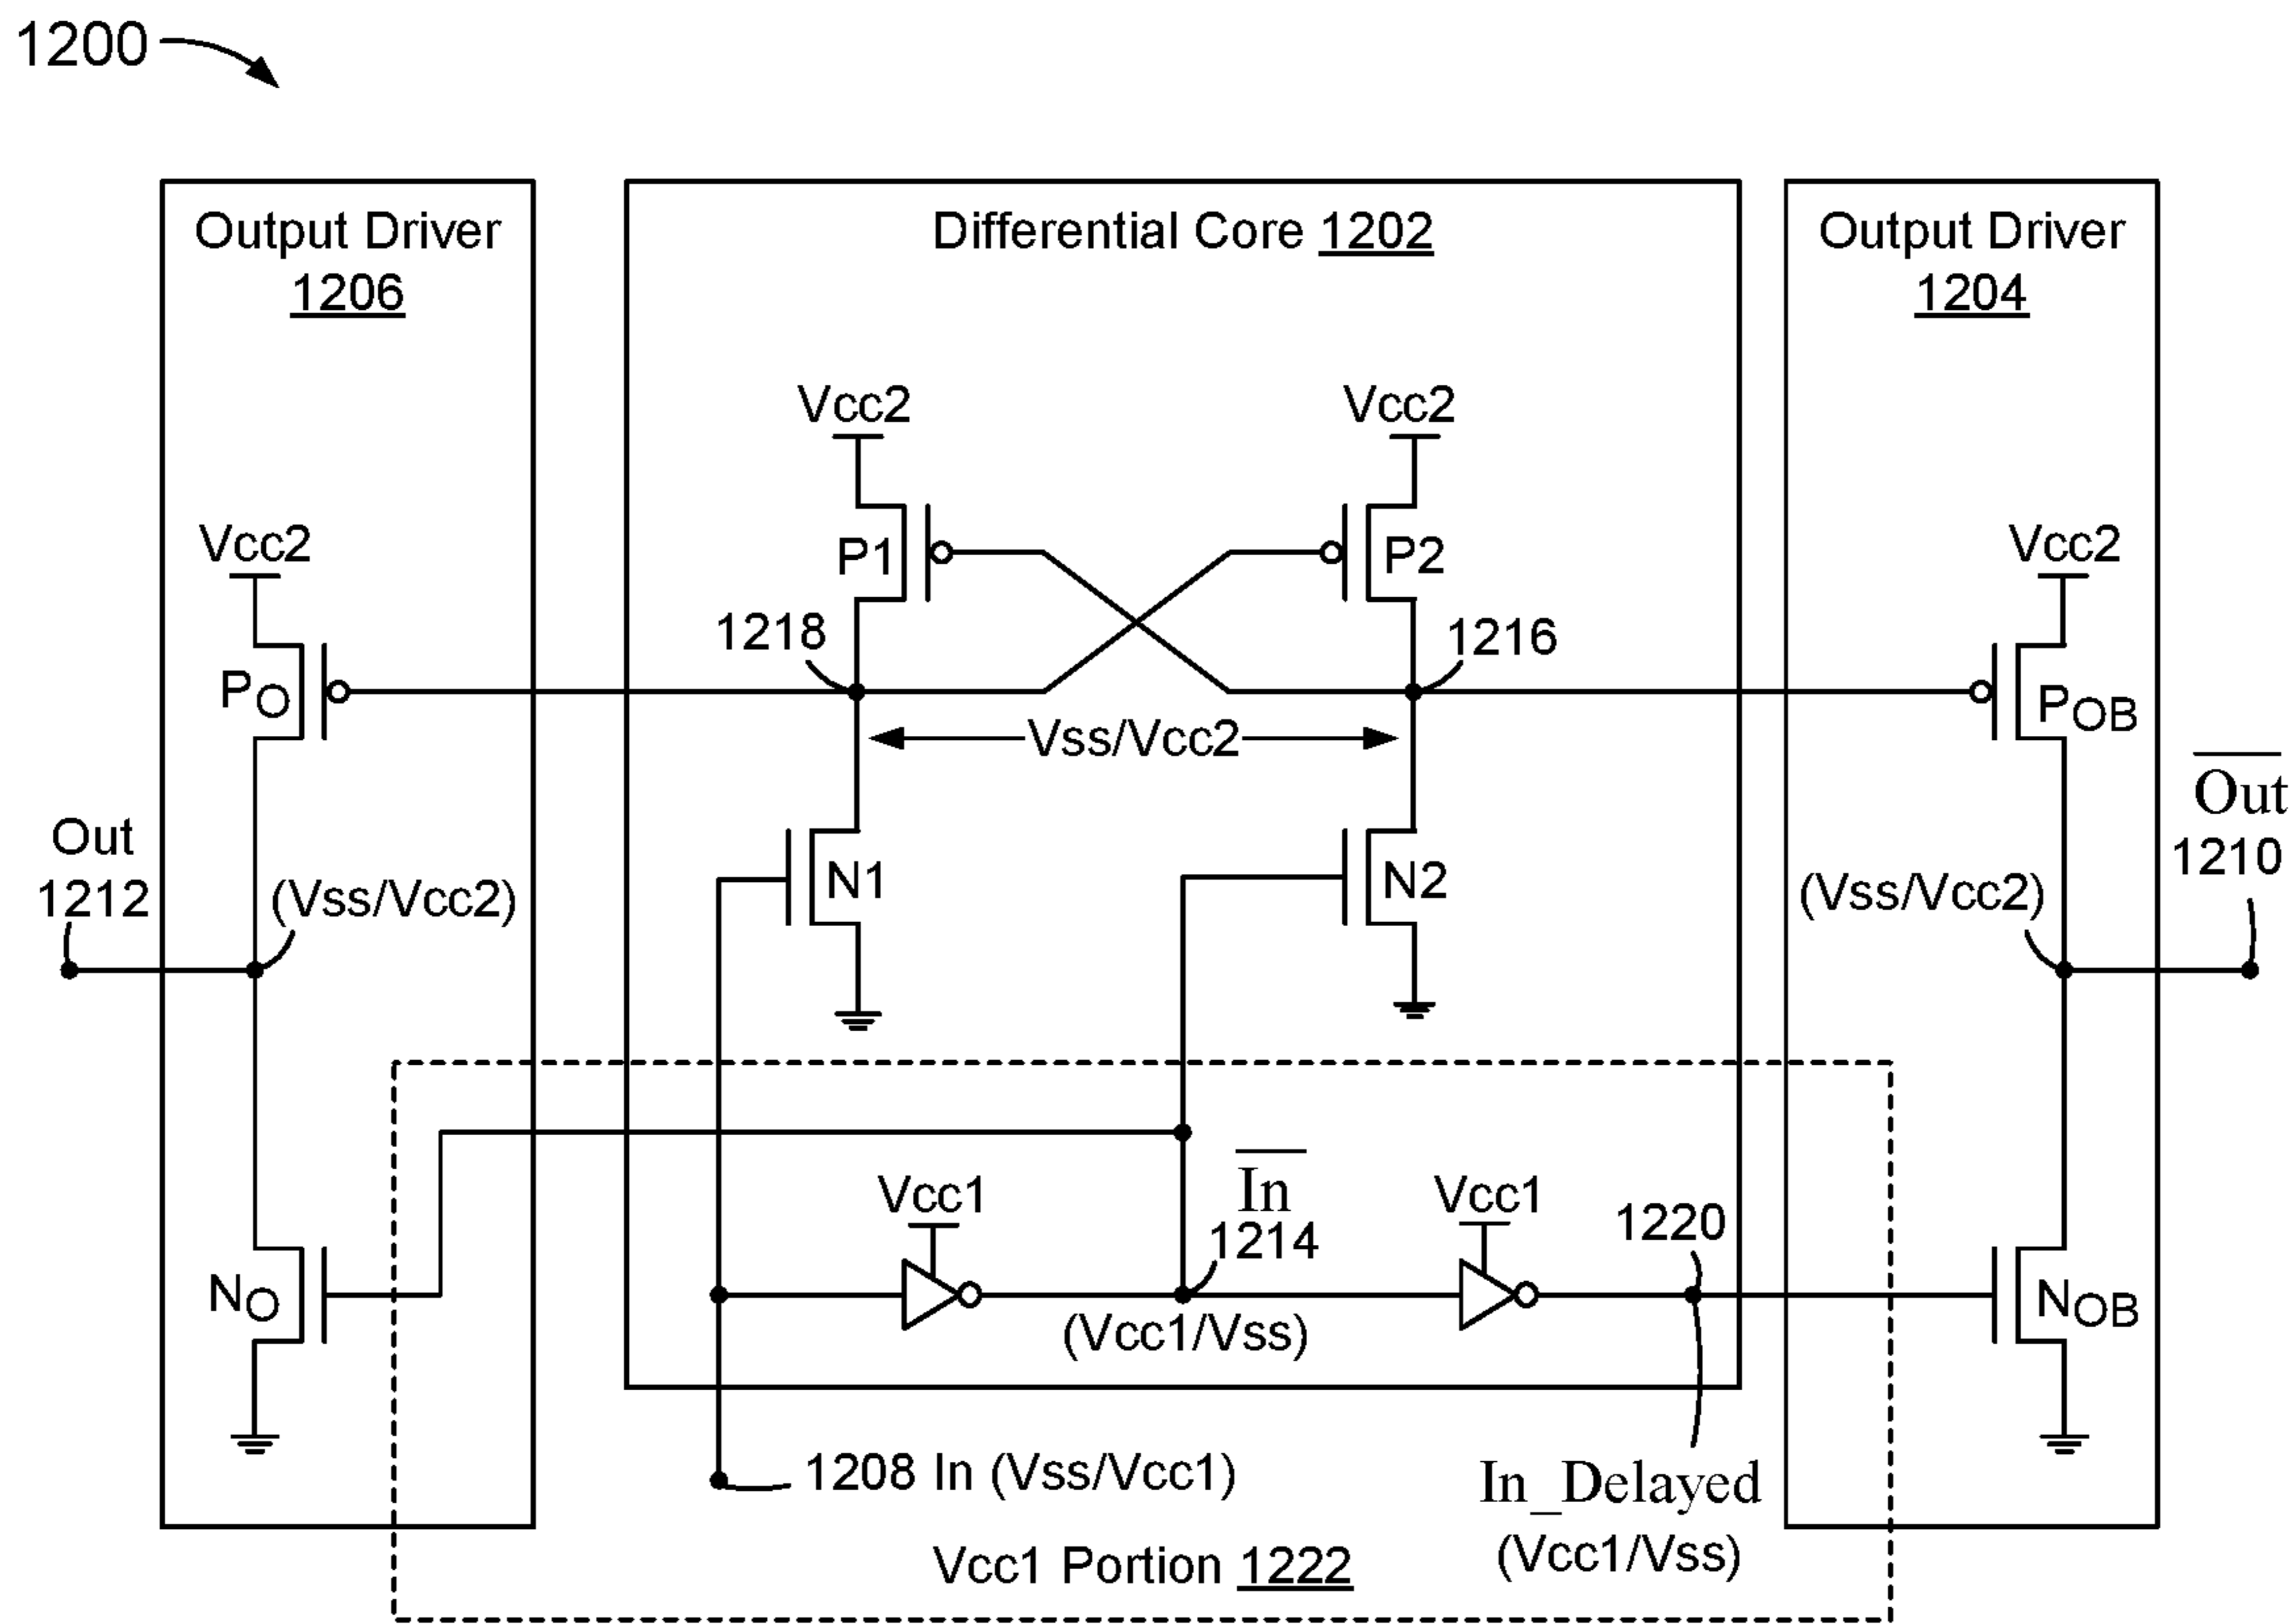 1200
Output Driver
1206
Differential Core 1202
Output Driver
1204
Vcc2
Vcc2
Vcc2
Vcc2
P1
P2
1218
1216
PO
POB
Vss/Vcc2
Out
1212
(Vss/Vcc2)
N1
N2
(Vss/Vcc2)
Out
1210
Vcc1
In
1214
Vcc1
1220
NO
NOB
(Vcc1/Vss)
1208 In (Vss/Vcc1)
In_Delayed
(Vcc1/Vss)
Vcc1 Portion 1222